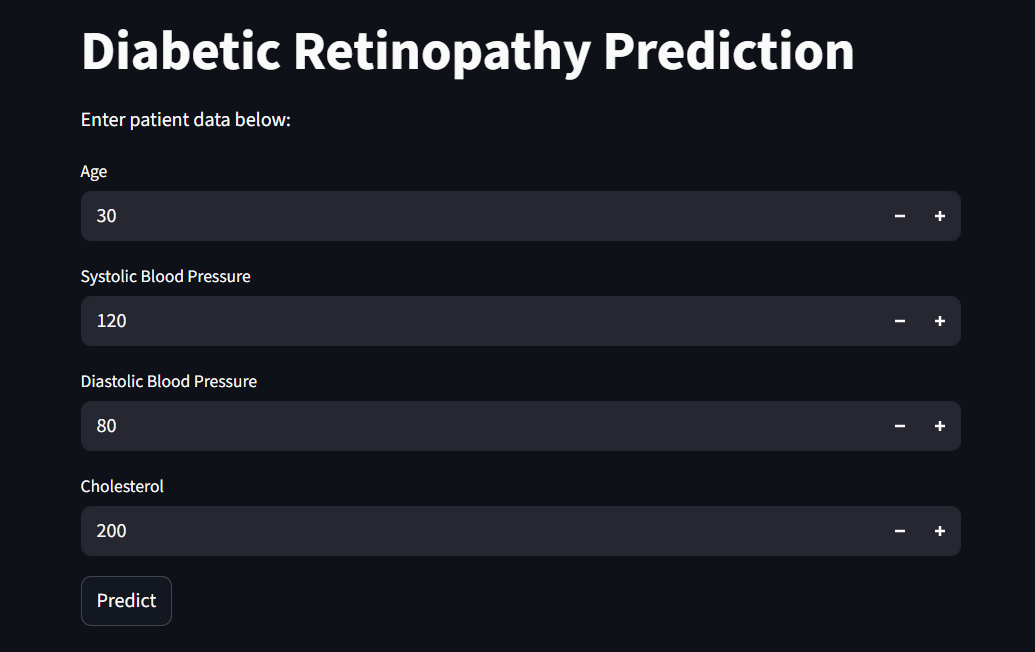 Diabetic Retinopathy Prediction
Enter patient data below:
Age
30 − +
Systolic Blood Pressure
120 − +
Diastolic Blood Pressure
80 − +
Cholesterol
200 − +
Predict